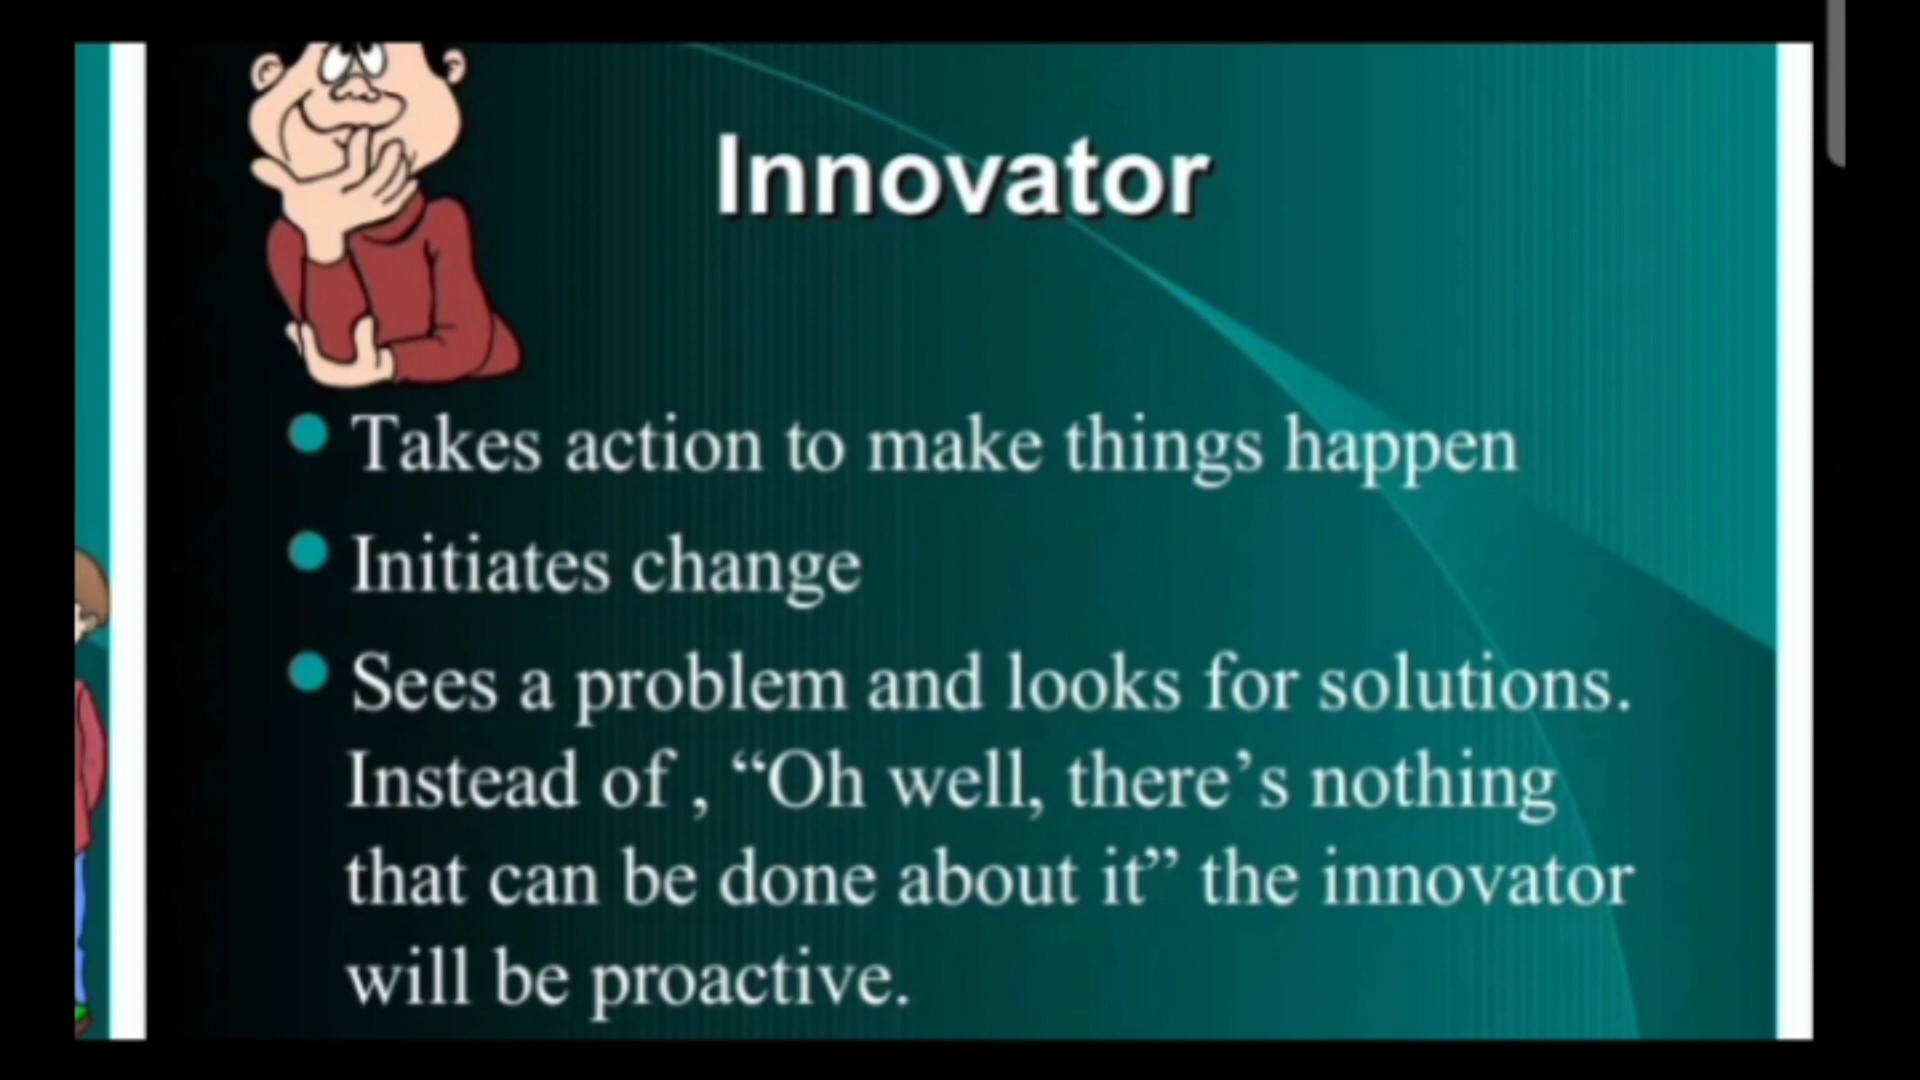 Innovator
Takes action to make things happen
Initiates change
Sees a problem and looks for solutions.
Instead of , “Oh well, there’s nothing
that can be done about it” the innovator
will be proactive.